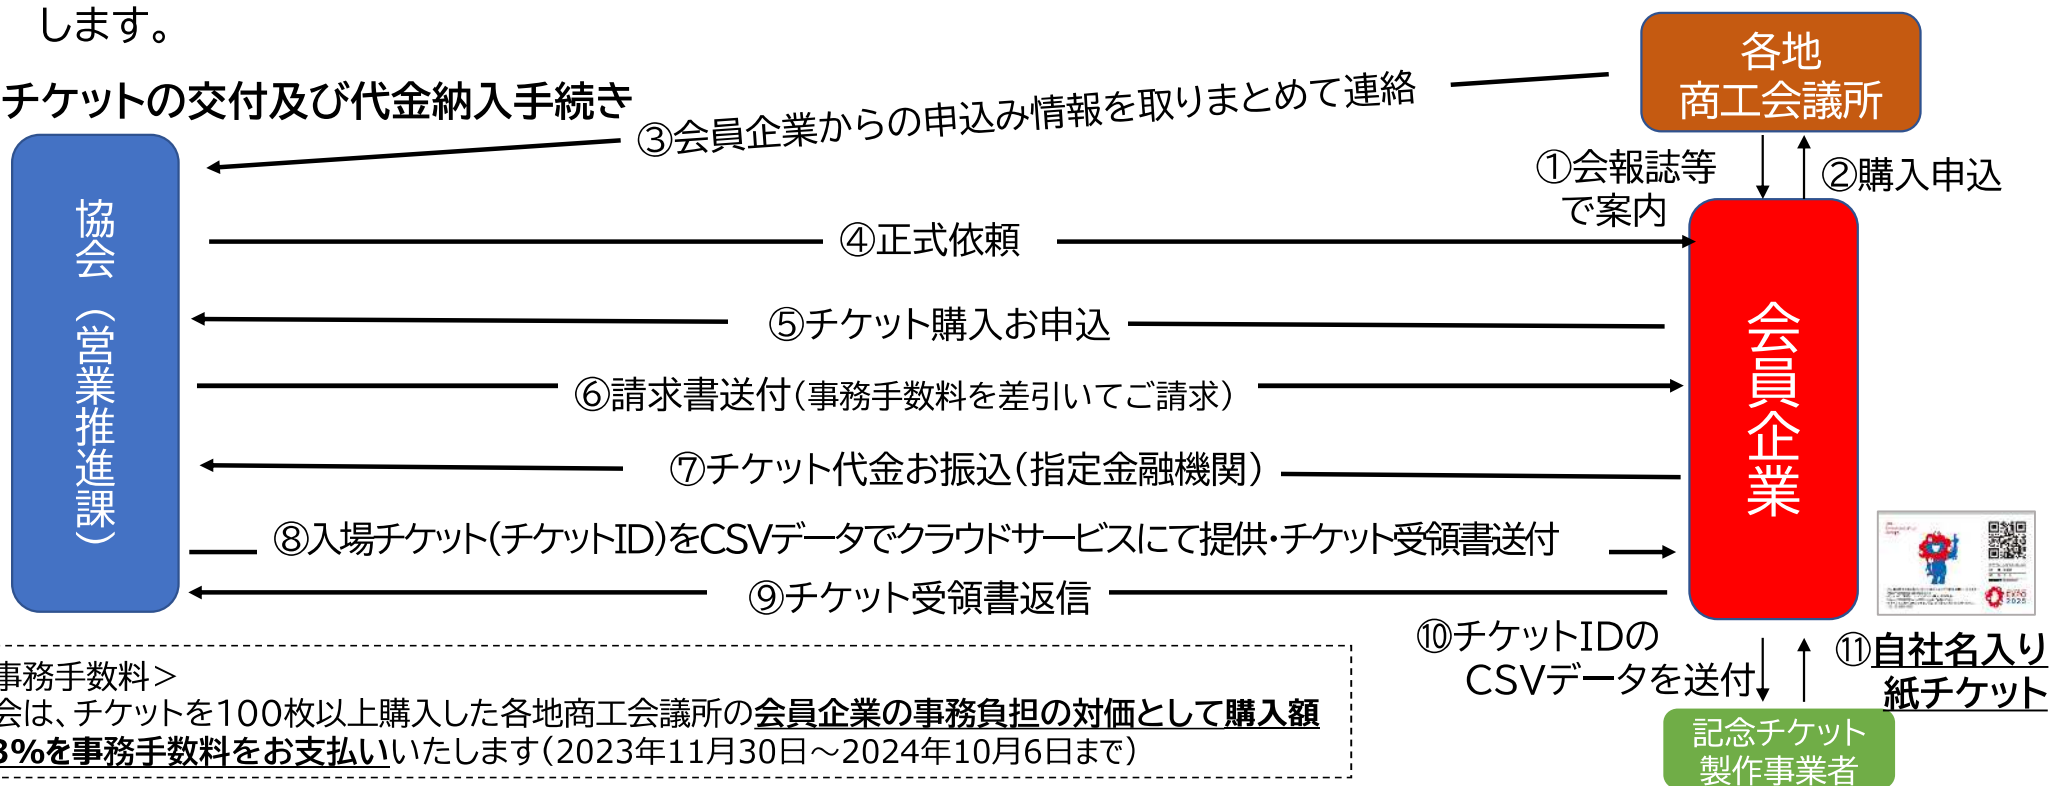 します。
チケットの交付及び代金納入手続き
各地
商工会議所
③会員企業からの申込み情報を取りまとめて連絡
①会報誌等
で案内
②購入申込
協会（営業推進課）
④正式依頼
⑤チケット購入お申込
会員企業
⑥請求書送付（事務手数料を差引いてご請求）
⑦チケット代金お振込（指定金融機関）
⑧入場チケット（チケットID）をCSVデータでクラウドサービスにて提供・チケット受領書送付
⑨チケット受領書返信
EXPO
2025
⑩チケットIDの
CSVデータを送付
⑪自社名入り
紙チケット
事務手数料＞
会は、チケットを100枚以上購入した各地商工会議所の会員企業の事務負担の対価として購入額
3%を事務手数料をお支払いいたします（2023年11月30日～2024年10月6日まで）
記念チケット
製作事業者